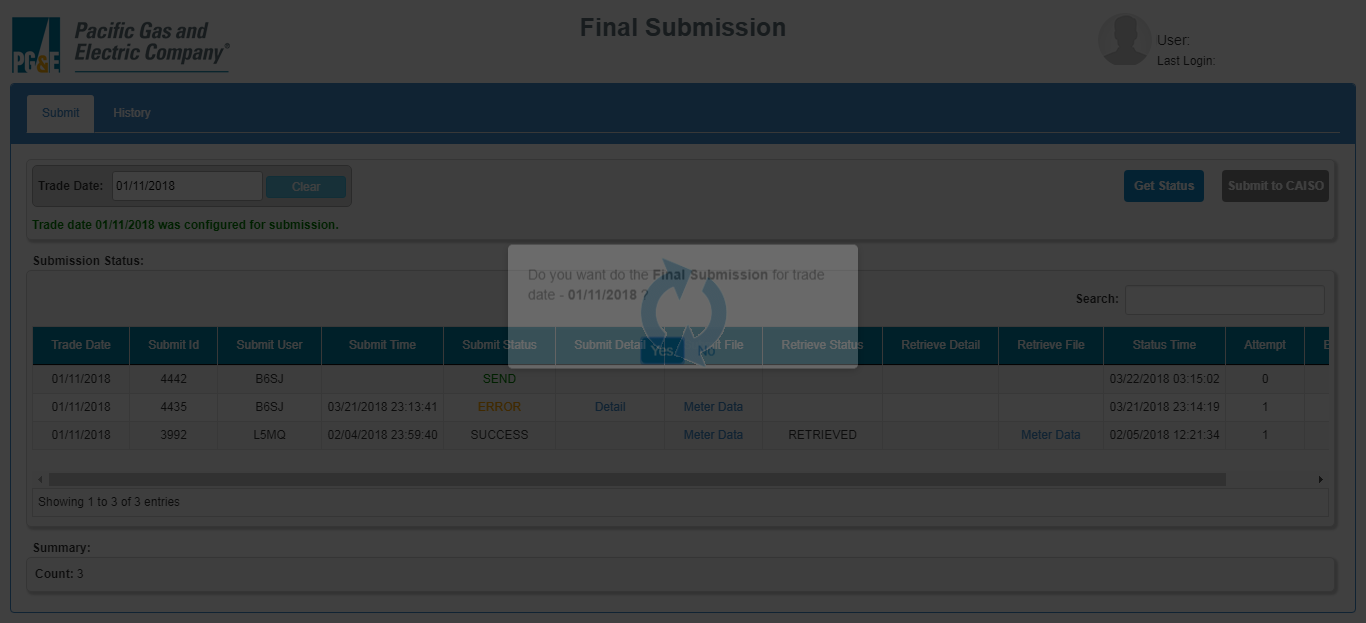 Pacific Gas and
Electric Company®
PG&E
Final Submission
User:
Last Login:
Submit History
Trade Date: 01/11/2018 Clear
Get Status Submit to CAISO
Trade date 01/11/2018 was configured for submission.
Submission Status:
Do you want do the Final Submission for trade
date - 01/11/2018 ?
Yes No
Search:
Trade Date Submit Id Submit User Submit Time Submit Status Submit Detail File Retrieve Status Retrieve Detail Retrieve File Status Time Attempt
01/11/2018 4442 B6SJ SEND 03/22/2018 03:15:02 0
01/11/2018 4435 B6SJ 03/21/2018 23:13:41 ERROR Detail Meter Data 03/21/2018 23:14:19 1
01/11/2018 3992 L5MQ 02/04/2018 23:59:40 SUCCESS Meter Data RETRIEVED Meter Data 02/05/2018 12:21:34 1
Showing 1 to 3 of 3 entries
Summary:
Count: 3